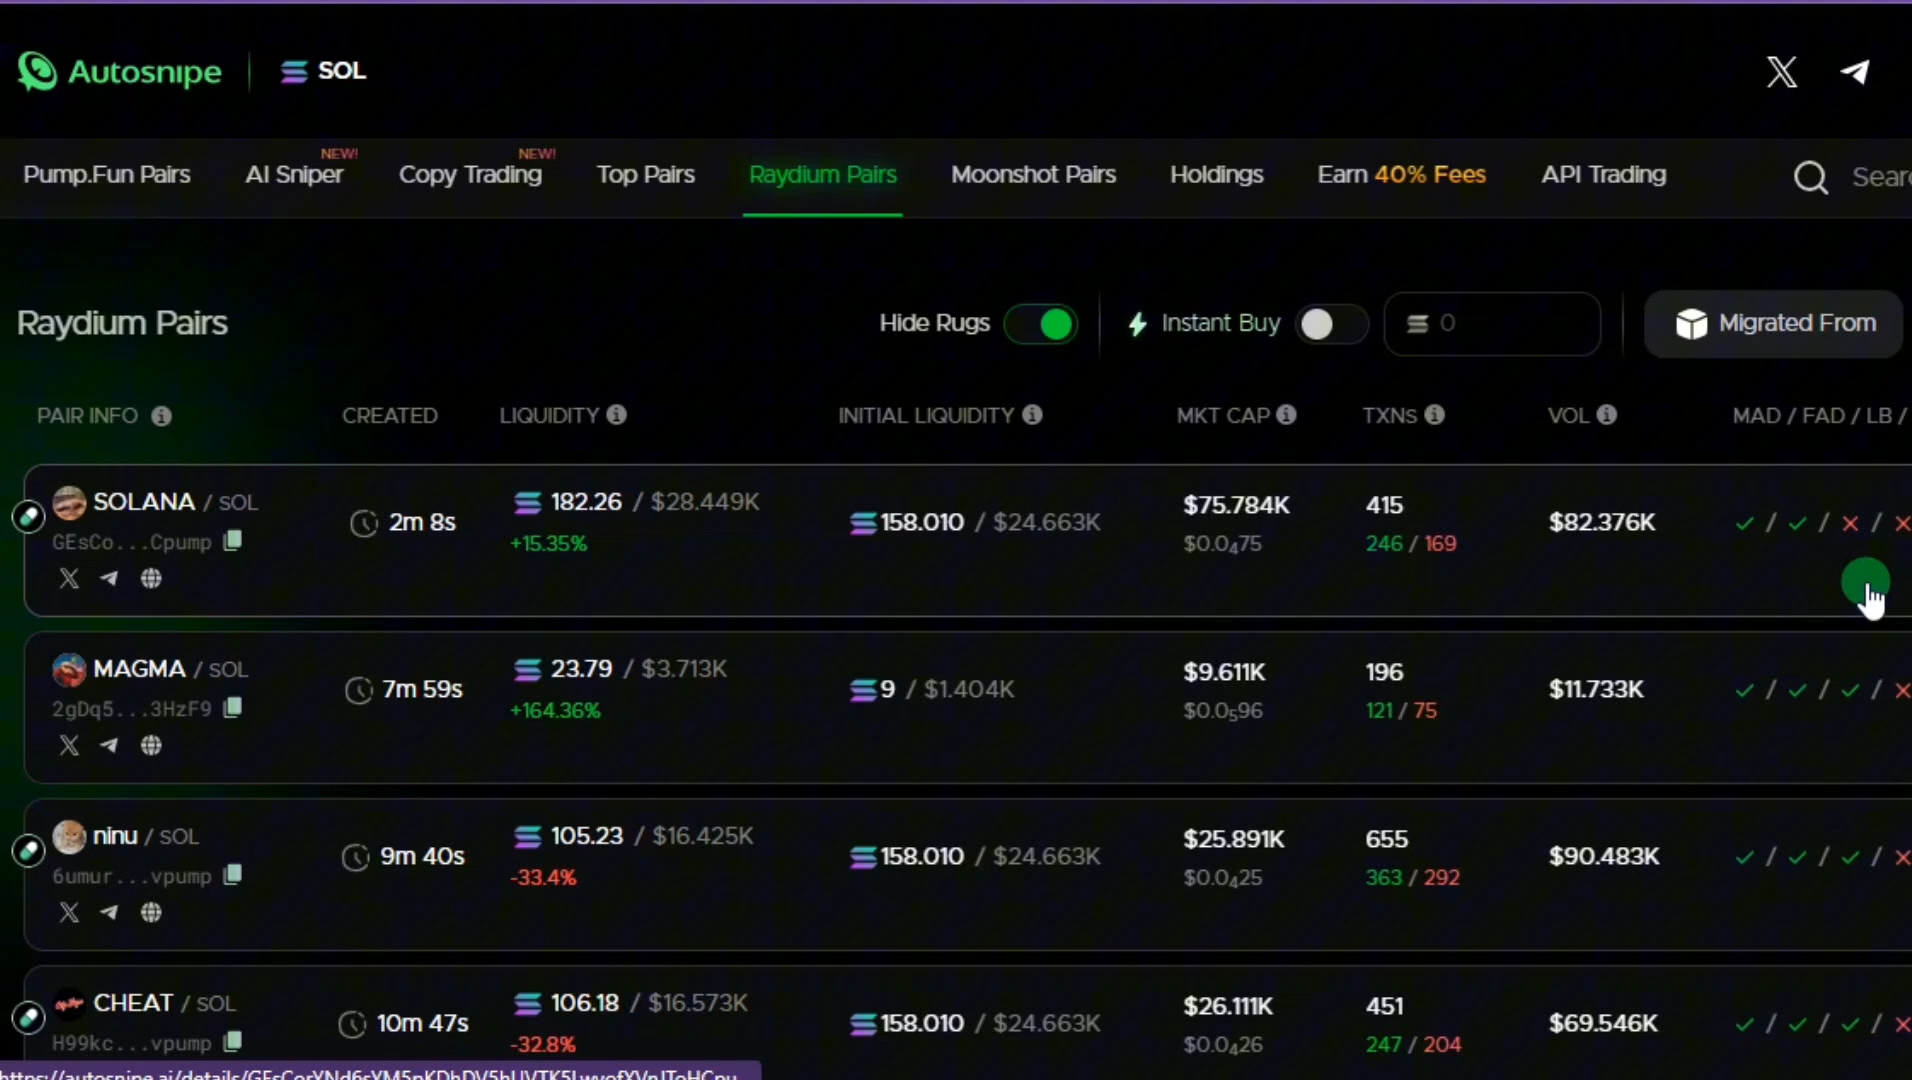 Autosnipe SOL
NEW! NEW!
Pump.Fun Pairs AI Sniper Copy Trading Top Pairs Raydium Pairs Moonshot Pairs Holdings Earn 40% Fees API Trading
Raydium Pairs Hide Rugs Instant Buy 0 Migrated From
PAIR INFO CREATED LIQUIDITY INITIAL LIQUIDITY MKT CAP TXNs VOL MAD / FAD / LB /
SOLANA / SOL 182.26 / $28.449K $75.784K 415
2m 8s 158.010 / $24.663K $82.376K
GEsCo...Cpump +15.35% $0.0₄75 246 / 169
MAGMA / SOL 23.79 / $3.713K $9.611K 196
7m 59s 9 / $1.404K $11.733K
2gDq5...3HzF9 +164.36% $0.0₅96 121 / 75
ninu / SOL 105.23 / $16.425K $25.891K 655
9m 40s 158.010 / $24.663K $90.483K
6umur...vpump -33.4% $0.0₄25 363 / 292
CHEAT / SOL 106.18 / $16.573K $26.111K 451
10m 47s 158.010 / $24.663K $69.546K
H99kc...vpump -32.8% $0.0₄26 247 / 204